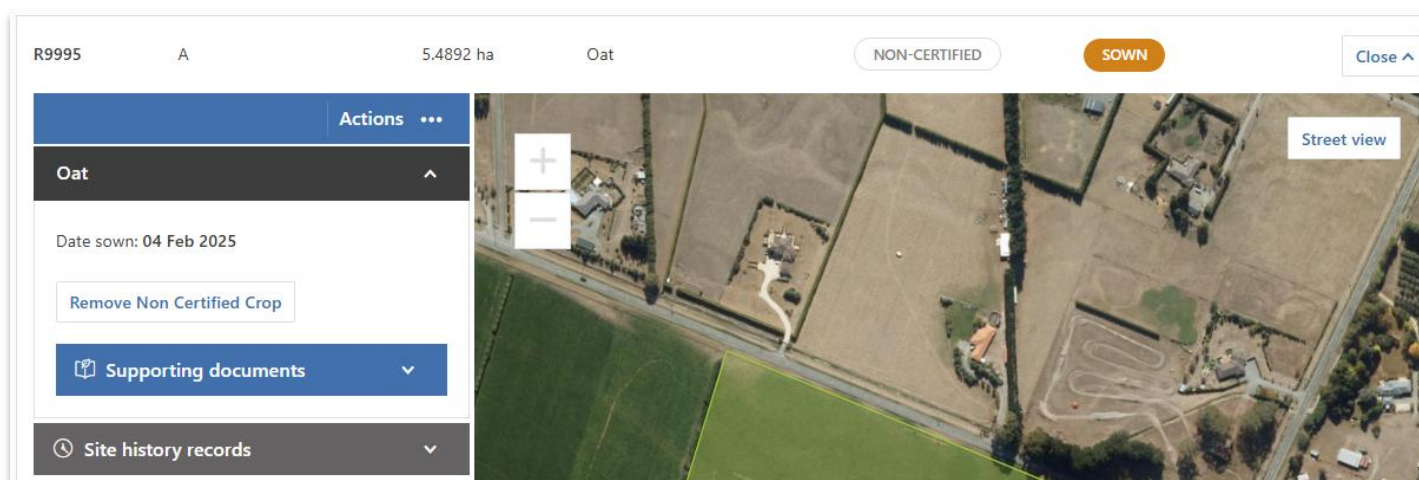 R9995 A 5.4892 ha Oat NON-CERTIFIED SOWN Close
Actions •••
Street view
Oat
Date sown: 04 Feb 2025
Remove Non Certified Crop
Supporting documents
Site history records